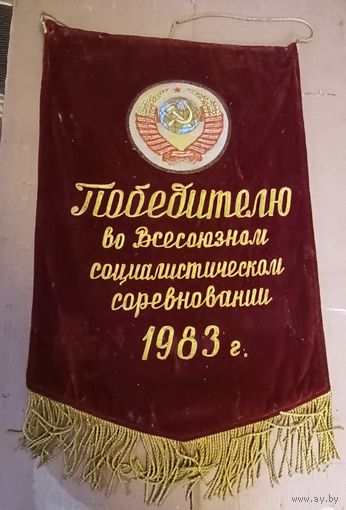 Победителю
во Всесоюзном
социалистическом
соревновании
1983 г.
www.ay.by